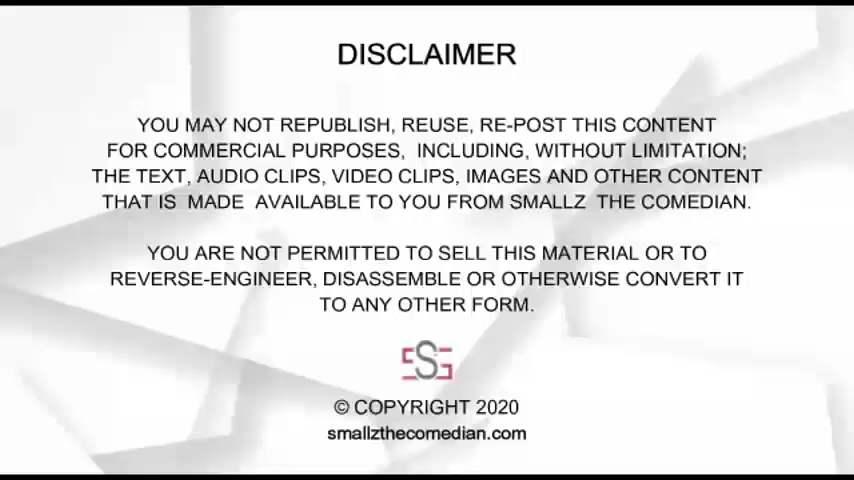 DISCLAIMER
YOU MAY NOT REPUBLISH, REUSE, RE-POST THIS CONTENT
FOR COMMERCIAL PURPOSES, INCLUDING, WITHOUT LIMITATION;
THE TEXT, AUDIO CLIPS, VIDEO CLIPS, IMAGES AND OTHER CONTENT
THAT IS MADE AVAILABLE TO YOU FROM SMALLZ THE COMEDIAN.
YOU ARE NOT PERMITTED TO SELL THIS MATERIAL OR TO
REVERSE-ENGINEER, DISASSEMBLE OR OTHERWISE CONVERT IT
TO ANY OTHER FORM.
SSG
© COPYRIGHT 2020
smallzthecomedian.com